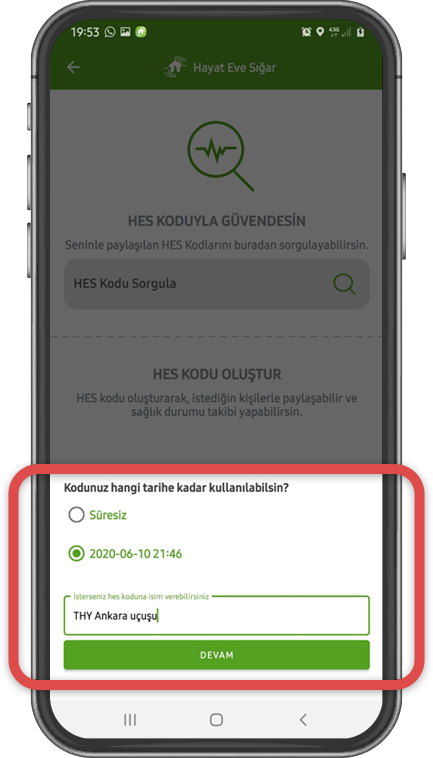 19:53
4.5G
Hayat Eve Sığar
HES KODUYLA GÜVENDESİN
Seninle paylaşılan HES Kodlarını buradan sorgulayabilirsin.
HES Kodu Sorgula
HES KODU OLUŞTUR
HES kodu oluşturarak, istediğin kişilerle paylaşabilir ve
sağlık durumu takibi yapabilirsin.
Kodunuz hangi tarihe kadar kullanılabilsin?
Süresiz
2020-06-10 21:46
İsterseniz hes koduna isim verebilirsiniz
THY Ankara uçuşu
DEVAM